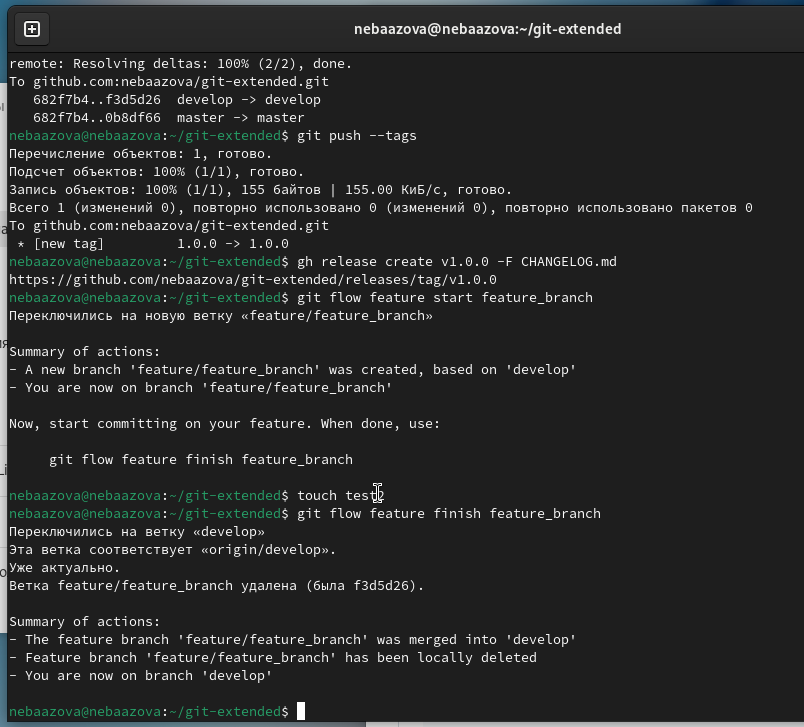 nebaazova@nebaazova:~/git-extended
remote: Resolving deltas: 100% (2/2), done.
To github.com:nebaazova/git-extended.git
   682f7b4..f3d5d26  develop -> develop
   682f7b4..0b8df66  master -> master
nebaazova@nebaazova:~/git-extended$ git push --tags
Перечисление объектов: 1, готово.
Подсчет объектов: 100% (1/1), готово.
Запись объектов: 100% (1/1), 155 байтов | 155.00 КиБ/с, готово.
Всего 1 (изменений 0), повторно использовано 0 (изменений 0), повторно использовано пакетов 0
To github.com:nebaazova/git-extended.git
 * [new tag]         1.0.0 -> 1.0.0
nebaazova@nebaazova:~/git-extended$ gh release create v1.0.0 -F CHANGELOG.md
https://github.com/nebaazova/git-extended/releases/tag/v1.0.0
nebaazova@nebaazova:~/git-extended$ git flow feature start feature_branch
Переключились на новую ветку «feature/feature_branch»

Summary of actions:
- A new branch 'feature/feature_branch' was created, based on 'develop'
- You are now on branch 'feature/feature_branch'

Now, start committing on your feature. When done, use:

     git flow feature finish feature_branch

nebaazova@nebaazova:~/git-extended$ touch test2
nebaazova@nebaazova:~/git-extended$ git flow feature finish feature_branch
Переключились на ветку «develop»
Эта ветка соответствует «origin/develop».
Уже актуально.
Ветка feature/feature_branch удалена (была f3d5d26).

Summary of actions:
- The feature branch 'feature/feature_branch' was merged into 'develop'
- Feature branch 'feature/feature_branch' has been locally deleted
- You are now on branch 'develop'

nebaazova@nebaazova:~/git-extended$